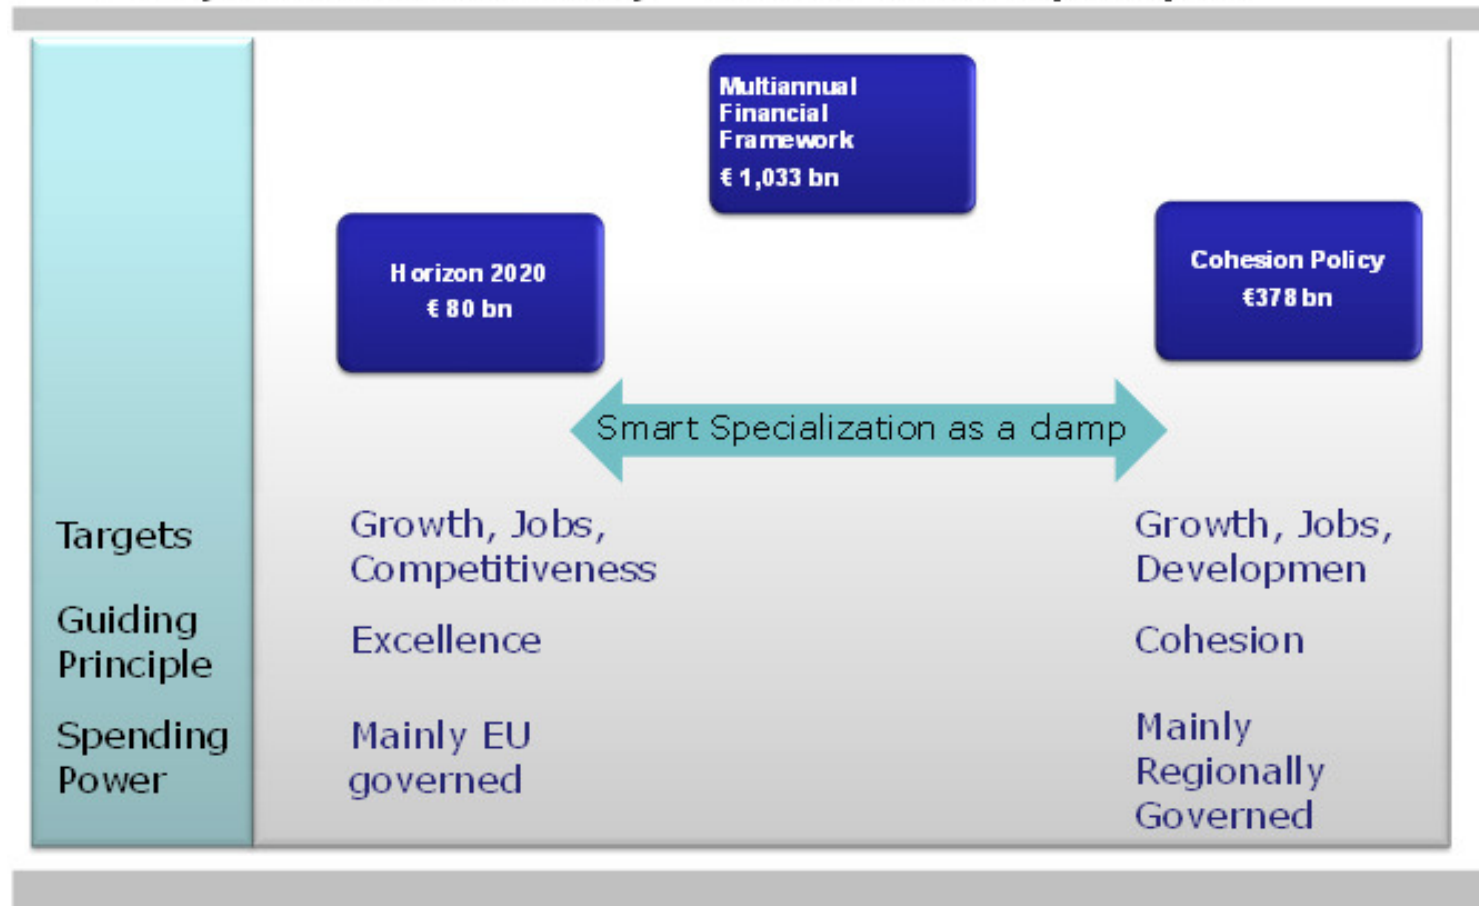 Multiannual
Financial
Framework
€ 1,033 bn
Horizon 2020
€ 80 bn
Cohesion Policy
€378 bn
Smart Specialization as a damp
Targets
Growth, Jobs,
Competitiveness
Growth, Jobs,
Developmen
Guiding
Principle
Excellence
Cohesion
Spending
Power
Mainly EU
governed
Mainly
Regionally
Governed